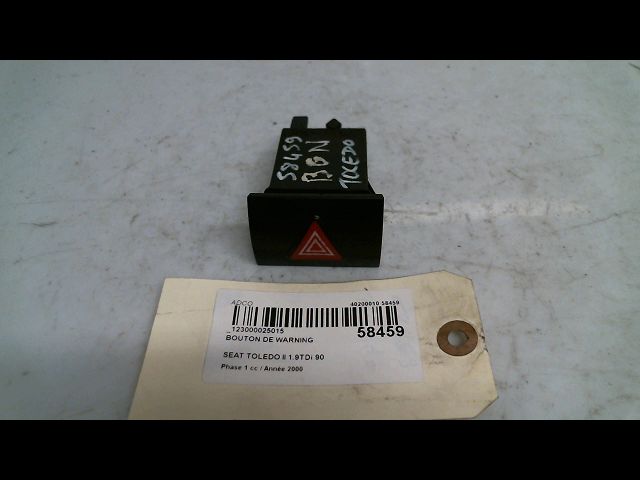 58459
BGN
TOLEDO
ADCO
40200010 58459
_123000025015
58459
BOUTON DE WARNING
SEAT TOLEDO II 1.9TDi 90
Phase 1 cc / Année 2000